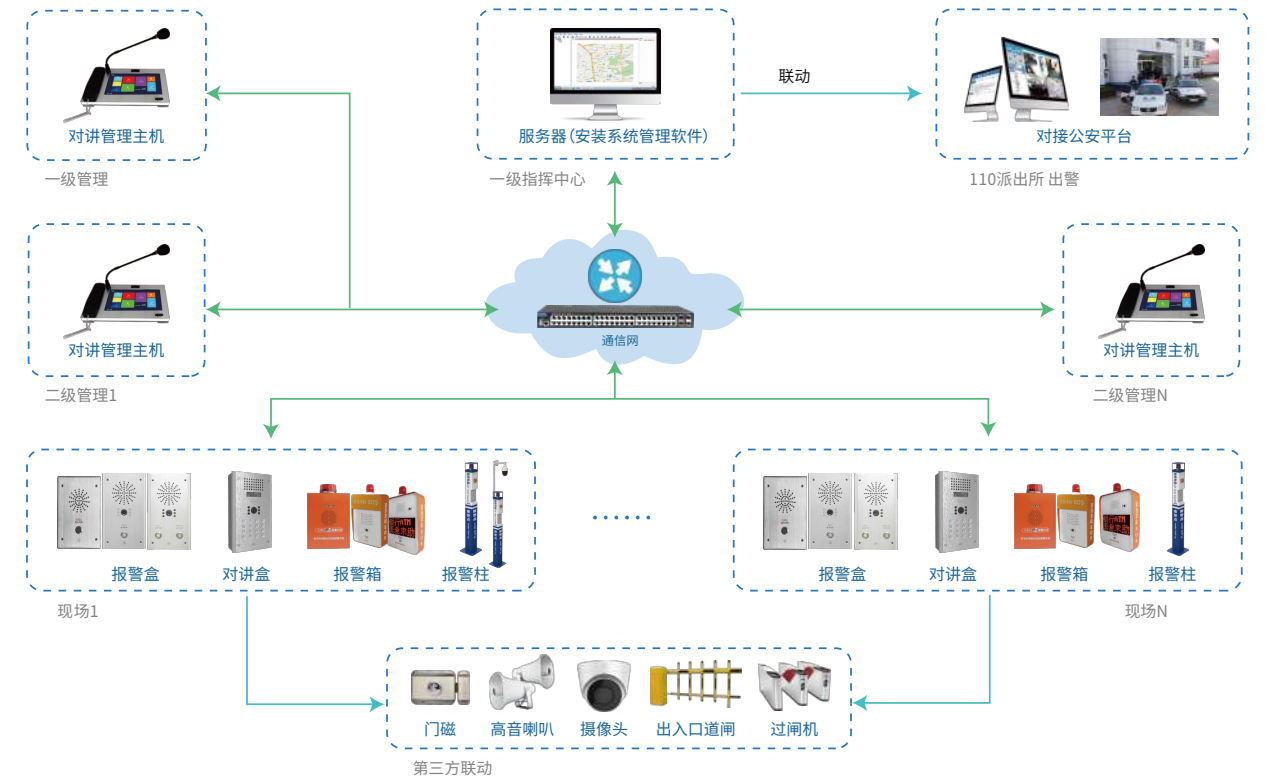 对讲管理主机
一级管理
服务器(安装系统管理软件)
一级指挥中心
联动
对接公安平台
110派出所 出警
对讲管理主机
二级管理1
通信网
对讲管理主机
二级管理N
报警盒
对讲盒
报警箱
报警柱
现场1
······
报警盒
对讲盒
报警箱
报警柱
现场N
门磁
高音喇叭
摄像头
出入口道闸
过闸机
第三方联动